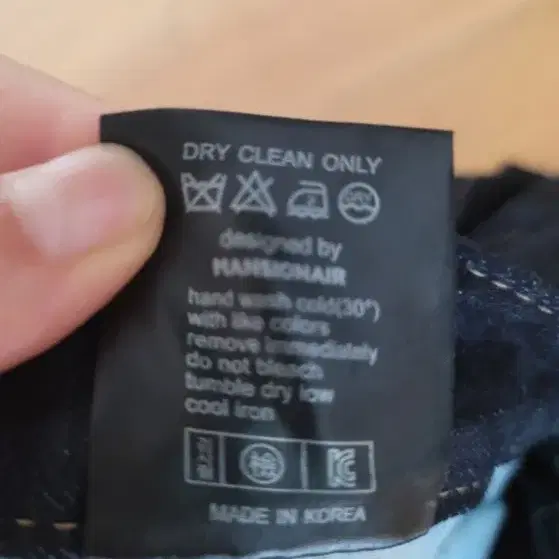 DRY CLEAN ONLY
DRY
designed by
hand wash cold(30°)
with like colors
remove immediately
do not bleach
tumble dry low
cool iron
MADE IN KOREA